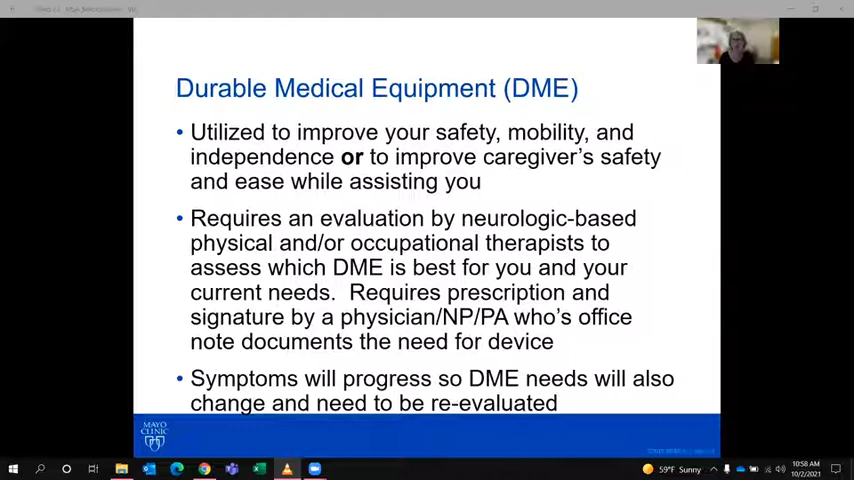 Durable Medical Equipment (DME)
• Utilized to improve your safety, mobility, and
independence or to improve caregiver's safety
and ease while assisting you
• Requires an evaluation by neurologic-based
physical and/or occupational therapists to
assess which DME is best for you and your
current needs.  Requires prescription and
signature by a physician/NP/PA who's office
note documents the need for device
• Symptoms will progress so DME needs will also
change and need to be re-evaluated
MAYO
CLINIC
59°F Sunny
10:58 AM
10/2/2021